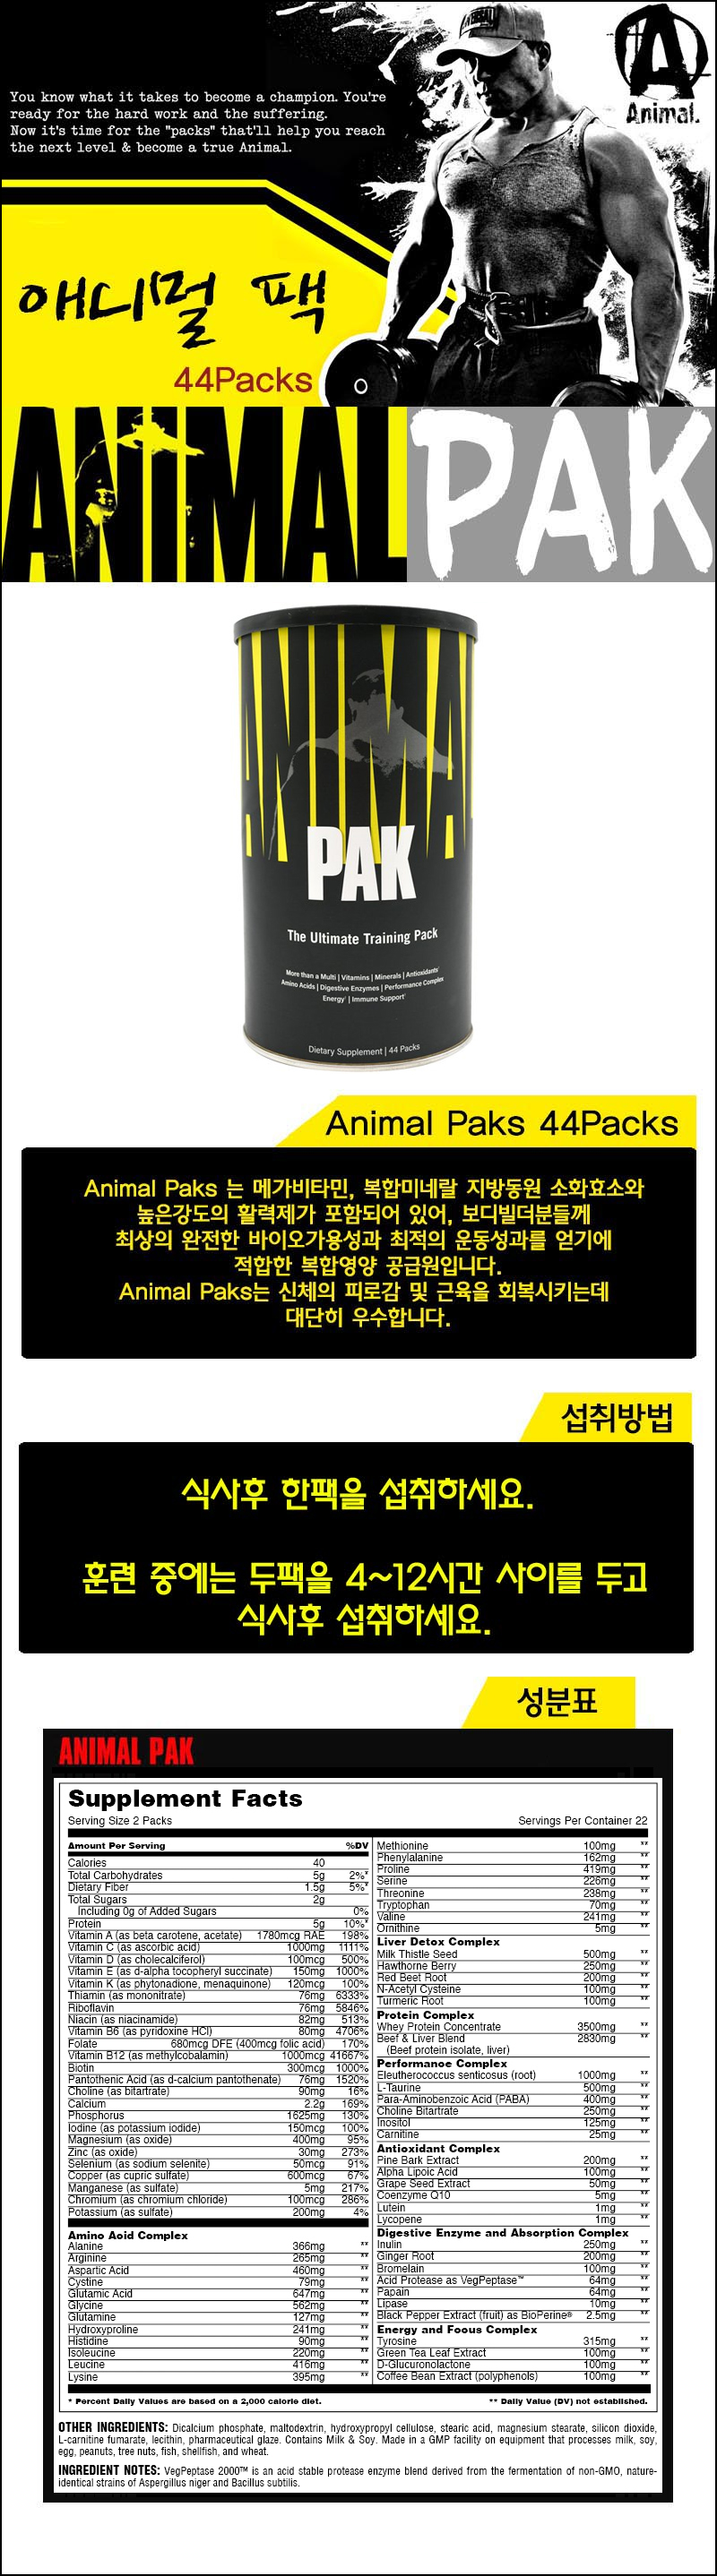 You know what it takes to become a champion. You're
ready for the hard work and the suffering.
Now it's time for the "packs" that'll help you reach
the next level & become a true Animal.
Animal.
애니멀 팩
44Packs
ANIMAL PAK
ANIMAL
PAK
The Ultimate Training Pack
More than a Multi | Vitamins | Minerals | Antioxidants
Amino Acids | Digestive Enzymes | Performance Complex
Energy | Immune Support
Dietary Supplement | 44 Packs
Animal Paks 44Packs
Animal Paks 는 메가비타민, 복합미네랄 지방동원 소화효소와
높은강도의 활력제가 포함되어 있어, 보디빌더분들께
최상의 완전한 바이오가용성과 최적의 운동성과를 얻기에
적합한 복합영양 공급원입니다.
Animal Paks는 신체의 피로감 및 근육을 회복시키는데
대단히 우수합니다.
섭취방법
식사후 한팩을 섭취하세요.
훈련 중에는 두팩을 4~12시간 사이를 두고
식사후 섭취하세요.
성분표
ANIMAL PAK
Supplement Facts
Serving Size 2 Packs Servings Per Container 22
Amount Per Serving %DV
Calories 40
Total Carbohydrates 5g 2%*
Dietary Fiber 1.5g 5%*
Total Sugars 2g
Including 0g of Added Sugars 0%
Protein 5g 10%*
Vitamin A (as beta carotene, acetate) 1780mcg RAE 198%
Vitamin C (as ascorbic acid) 1000mg 1111%
Vitamin D (as cholecalciferol) 100mcg 500%
Vitamin E (as d-alpha tocopheryl succinate) 150mg 1000%
Vitamin K (as phytonadione, menaquinone) 120mcg 100%
Thiamin (as mononitrate) 76mg 6333%
Riboflavin 76mg 5846%
Niacin (as niacinamide) 82mg 513%
Vitamin B6 (as pyridoxine HCl) 80mg 4706%
Folate 680mcg DFE (400mcg folic acid) 170%
Vitamin B12 (as methylcobalamin) 1000mcg 41667%
Biotin 300mcg 1000%
Pantothenic Acid (as d-calcium pantothenate) 76mg 1520%
Choline (as bitartrate) 90mg 16%
Calcium 2.2g 169%
Phosphorus 1625mg 130%
Iodine (as potassium iodide) 150mcg 100%
Magnesium (as oxide) 400mg 95%
Zinc (as oxide) 30mg 273%
Selenium (as sodium selenite) 50mcg 91%
Copper (as cupric sulfate) 600mcg 67%
Manganese (as sulfate) 5mg 217%
Chromium (as chromium chloride) 100mcg 286%
Potassium (as sulfate) 200mg 4%
Amino Acid Complex
Alanine 366mg **
Arginine 265mg **
Aspartic Acid 460mg **
Cystine 79mg **
Glutamic Acid 647mg **
Glycine 562mg **
Glutamine 127mg **
Hydroxyproline 241mg **
Histidine 90mg **
Isoleucine 220mg **
Leucine 416mg **
Lysine 395mg **
Methionine 100mg **
Phenylalanine 162mg **
Proline 419mg **
Serine 226mg **
Threonine 238mg **
Tryptophan 70mg **
Valine 241mg **
Ornithine 5mg **
Liver Detox Complex
Milk Thistle Seed 500mg **
Hawthorne Berry 250mg **
Red Beet Root 200mg **
N-Acetyl Cysteine 100mg **
Turmeric Root 100mg **
Protein Complex
Whey Protein Concentrate 3500mg **
Beef & Liver Blend 2830mg **
(Beef protein isolate, liver)
Performance Complex
Eleutherococcus senticosus (root) 1000mg **
L-Taurine 500mg **
Para-Aminobenzoic Acid (PABA) 400mg **
Choline Bitartrate 250mg **
Inositol 125mg **
Carnitine 25mg **
Antioxidant Complex
Pine Bark Extract 200mg **
Alpha Lipoic Acid 100mg **
Grape Seed Extract 50mg **
Coenzyme Q10 5mg **
Lutein 1mg **
Lycopene 1mg **
Digestive Enzyme and Absorption Complex
Inulin 250mg **
Ginger Root 200mg **
Bromelain 100mg **
Acid Protease as VegPeptase™ 64mg **
Papain 64mg **
Lipase 10mg **
Black Pepper Extract (fruit) as BioPerine® 2.5mg **
Energy and Focus Complex
Tyrosine 315mg **
Green Tea Leaf Extract 100mg **
D-Glucuronolactone 100mg **
Coffee Bean Extract (polyphenols) 100mg **
* Percent Daily Values are based on a 2,000 calorie diet. ** Daily Value (DV) not established.
OTHER INGREDIENTS: Dicalcium phosphate, maltodextrin, hydroxypropyl cellulose, stearic acid, magnesium stearate, silicon dioxide,
L-carnitine fumarate, lecithin, pharmaceutical glaze. Contains Milk & Soy. Made in a GMP facility on equipment that processes milk, soy,
egg, peanuts, tree nuts, fish, shellfish, and wheat.
INGREDIENT NOTES: VegPeptase 2000™ is an acid stable protease enzyme blend derived from the fermentation of non-GMO, nature-
identical strains of Aspergillus niger and Bacillus subtilis.